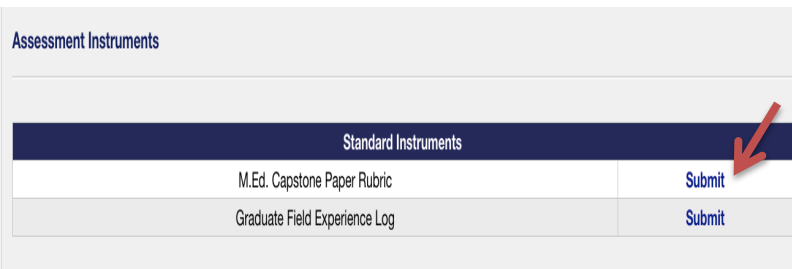 Assessment Instruments
Standard Instruments
M.Ed. Capstone Paper Rubric Submit
Graduate Field Experience Log Submit